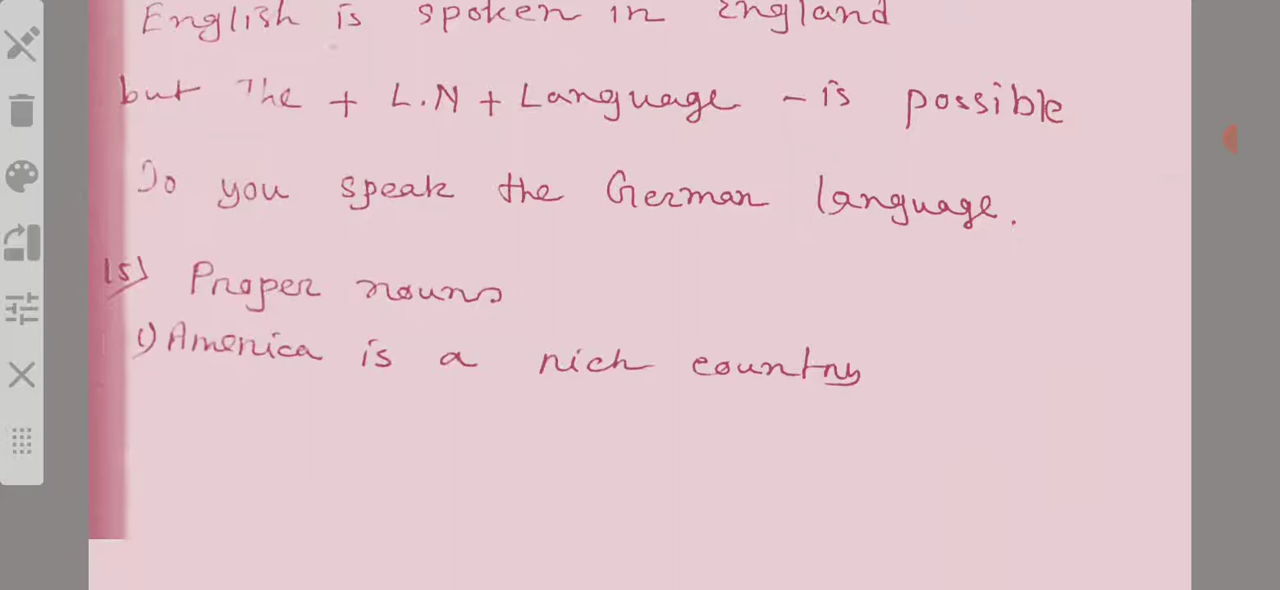 English is spoken in England
but The + L.N + Language - is possible
Do you speak the German language.
15) Proper nouns
1) America is a rich country